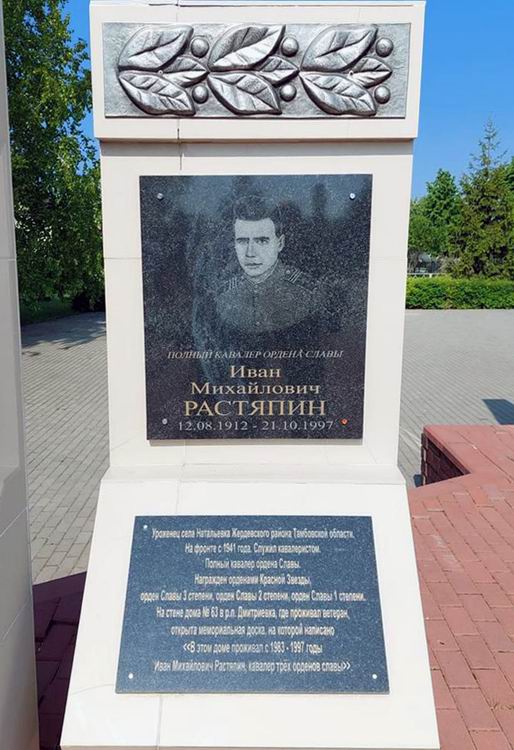 ПОЛНЫЙ КАВАЛЕР ОРДЕНА СЛАВЫ
Иван
Михайлович
РАСТЯПИН
12.08.1912 - 21.10.1997
Уроженец села Натальевка Жердевского района Тамбовской области.
На фронте с 1941 года. Служил кавалеристом.
Полный кавалер ордена Славы.
Награжден орденами Красной Звезды,
орден Славы 3 степени, орден Славы 2 степени, орден Славы 1 степени.
На стене дома № 63 в р.п. Дмитриевка, где проживал ветеран,
открыта мемориальная доска, на которой написано
<<В этом доме проживал с 1983 - 1997 годы
Иван Михайлович Растяпин, кавалер трёх орденов славы>>.